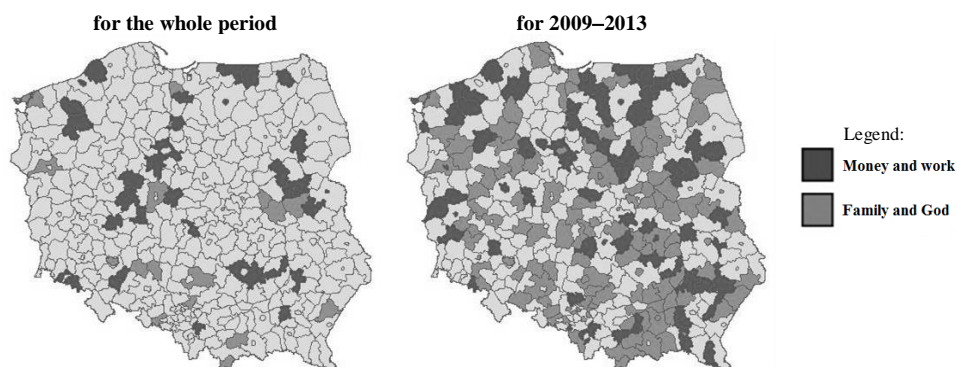 for the whole period
for 2009–2013
Legend:
Money and work
Family and God